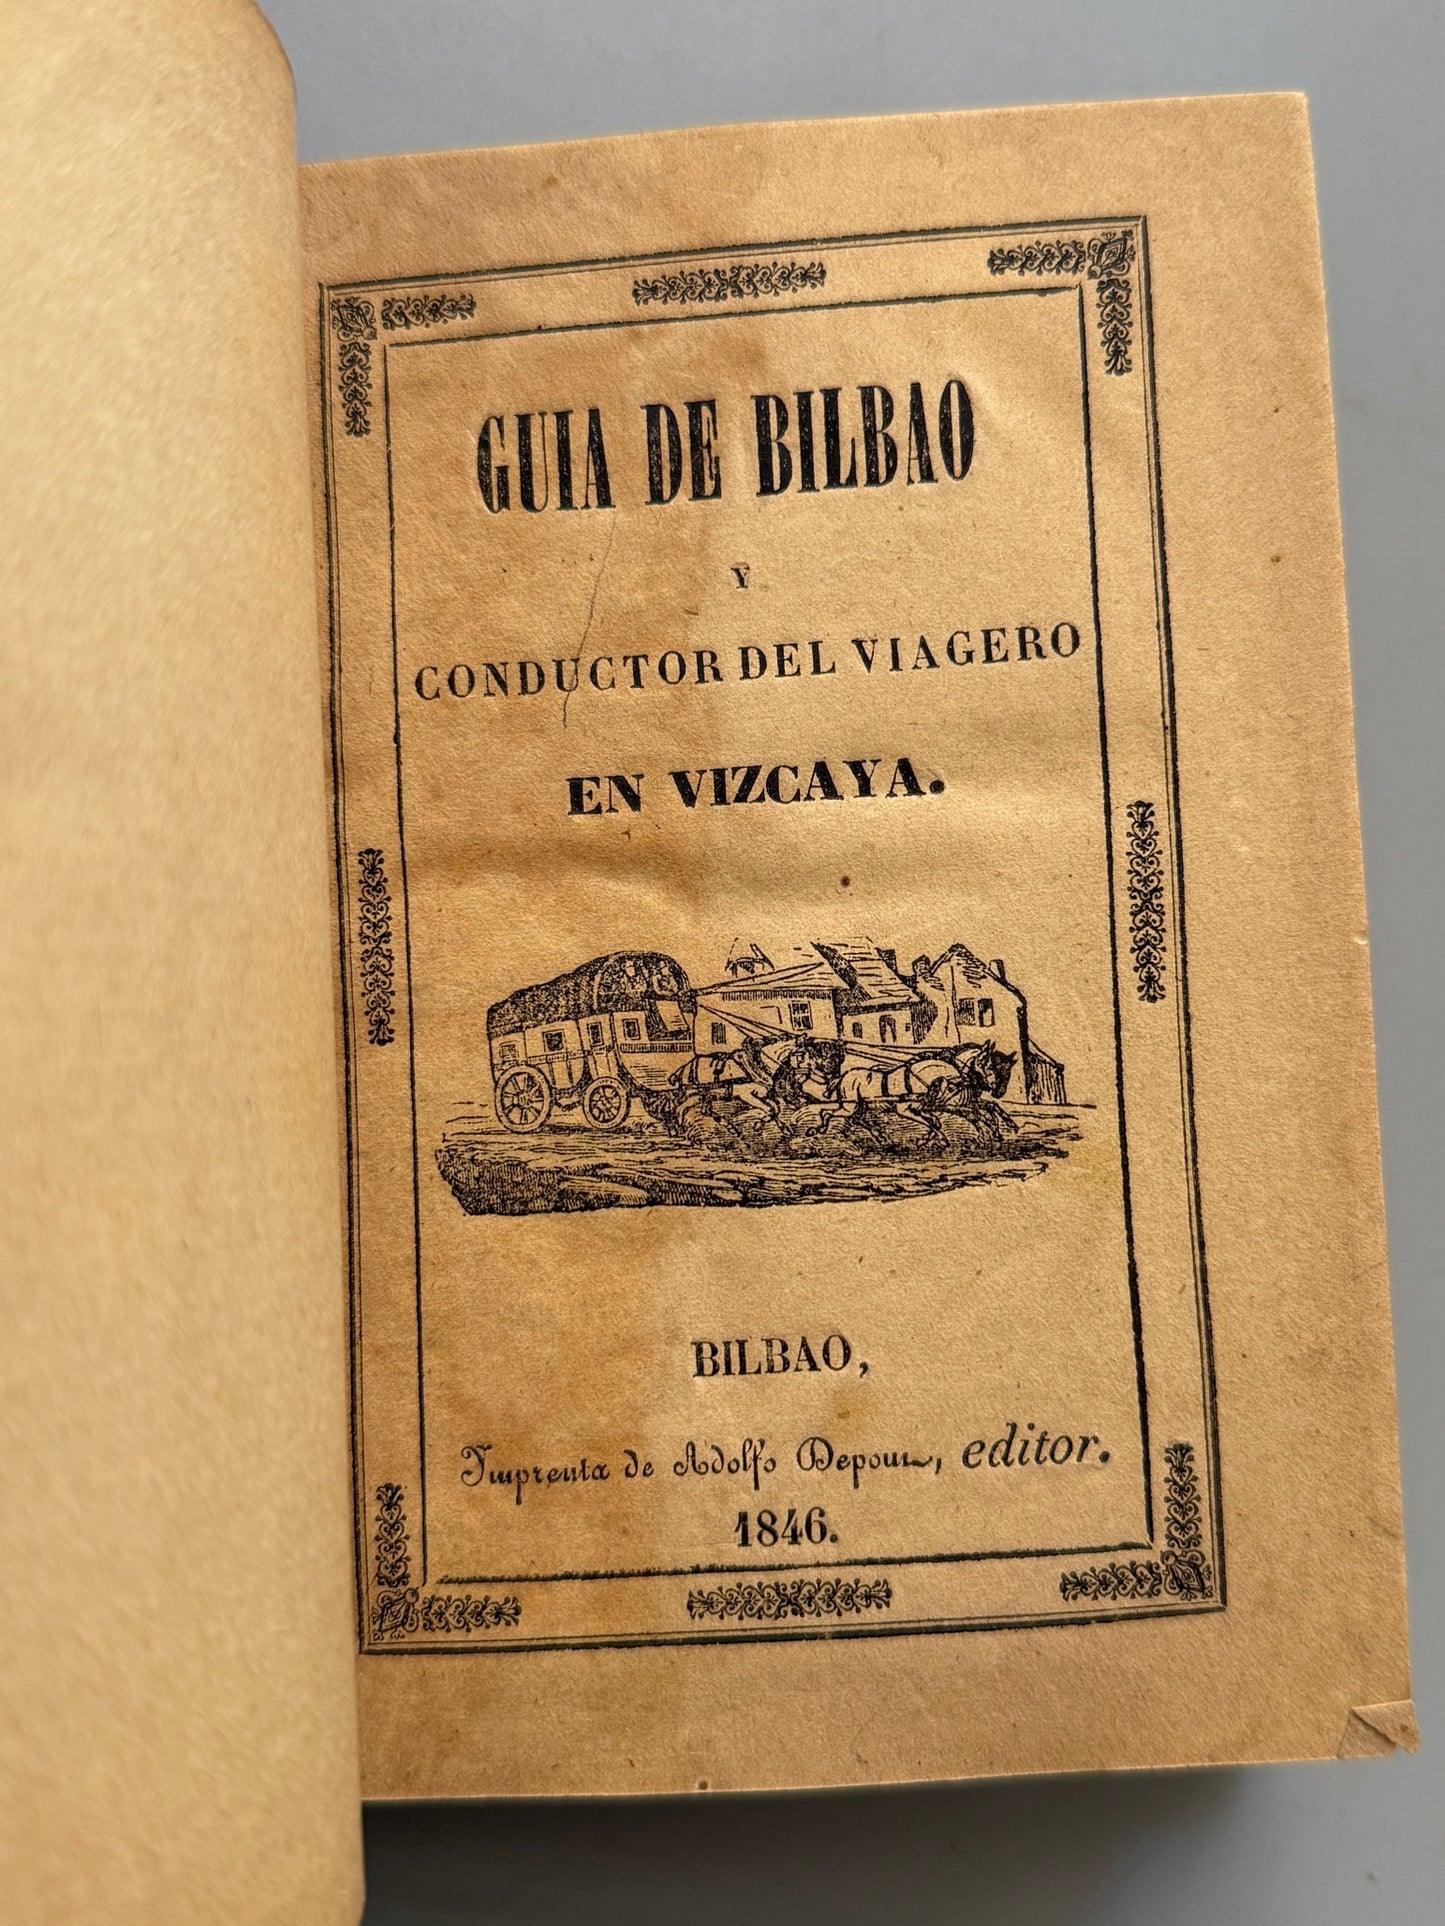 GUIA DE BILBAO
Y
CONDUCTOR DEL VIAGERO
EN VIZCAYA.
BILBAO,
Imprenta de Adolfo Depont, editor.
1846.